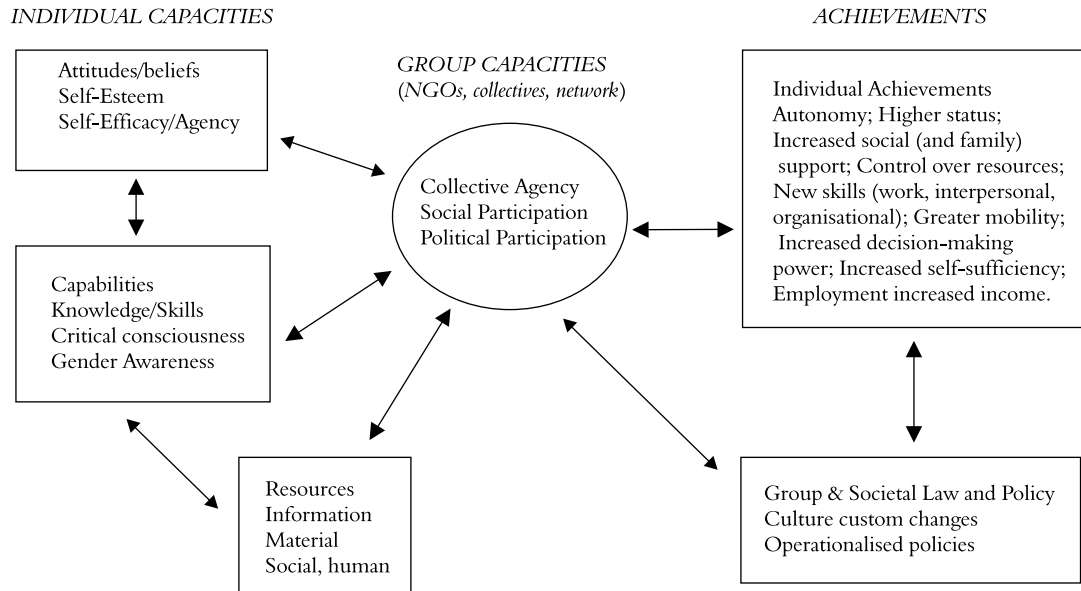 INDIVIDUAL CAPACITIES
Attitudes/beliefs
Self-Esteem
Self-Efficacy/Agency
Capabilities
Knowledge/Skills
Critical consciousness
Gender Awareness
Resources
Information
Material
Social, human
GROUP CAPACITIES
(NGOs, collectives, network)
Collective Agency
Social Participation
Political Participation
ACHIEVEMENTS
Individual Achievements
Autonomy; Higher status;
Increased social (and family)
support; Control over resources;
New skills (work, interpersonal,
organisational); Greater mobility;
Increased decision-making
power; Increased self-sufficiency;
Employment increased income.
Group & Societal Law and Policy
Culture custom changes
Operationalised policies